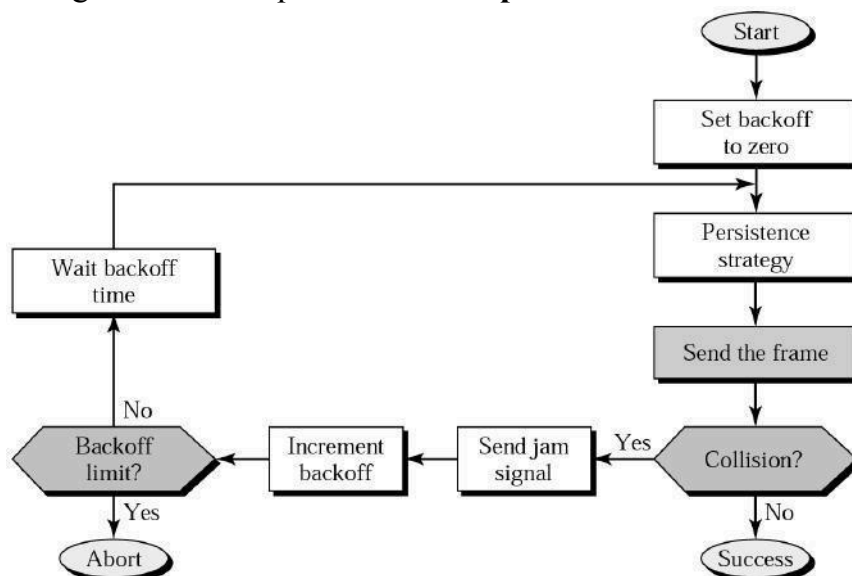 Start
Set backoff
to zero
Persistence
strategy
Wait backoff
time
Send the frame
No
Backoff
limit?
Increment
backoff
Send jam
signal
Yes
Collision?
Yes
No
Abort
Success